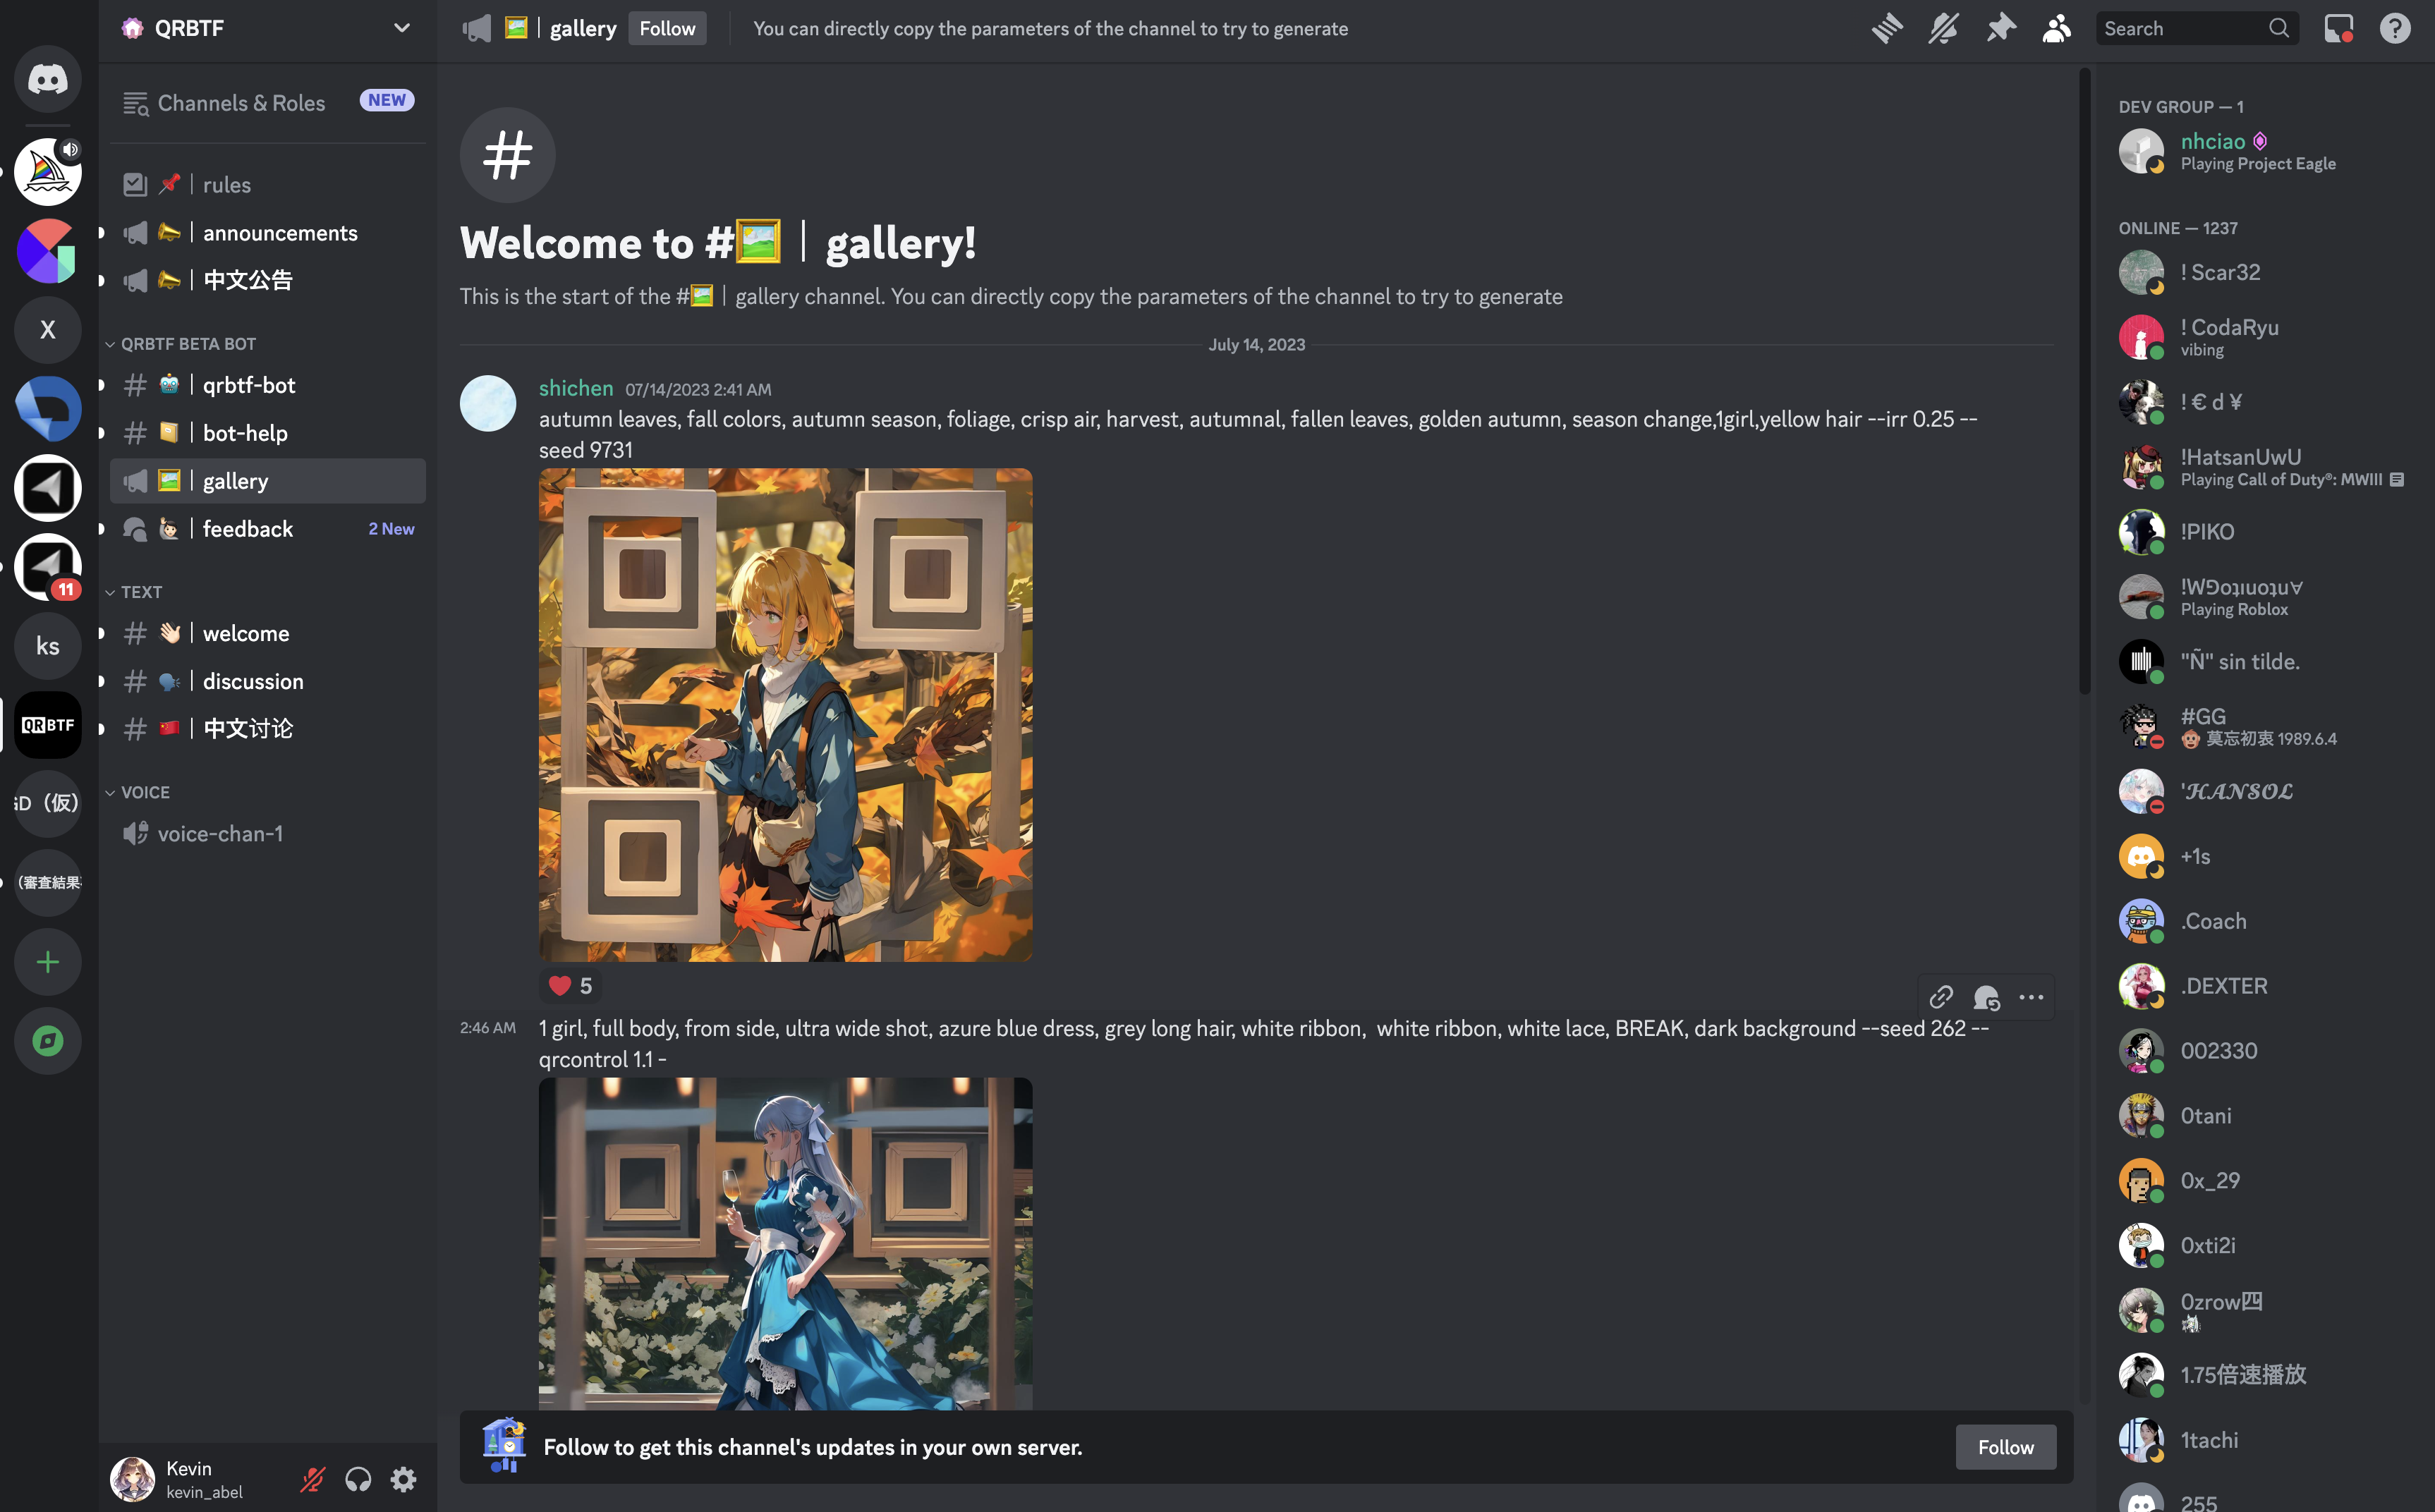 QRBTF
Channels & Roles
NEW
rules
announcements
中文公告
QRBTF BETA BOT
qrbtf-bot
bot-help
gallery
feedback
2 New
TEXT
welcome
discussion
中文讨论
VOICE
voice-chan-1
X
11
ks
QRBTF
GD（仮）
(審査結果
Kevin
kevin_abel
gallery
Follow
You can directly copy the parameters of the channel to try to generate
Search
#
Welcome to # | gallery!
This is the start of the # | gallery channel. You can directly copy the parameters of the channel to try to generate
July 14, 2023
shichen 07/14/2023 2:41 AM
autumn leaves, fall colors, autumn season, foliage, crisp air, harvest, autumnal, fallen leaves, golden autumn, season change,1girl,yellow hair --irr 0.25 --
seed 9731
5
2:46 AM 1 girl, full body, from side, ultra wide shot, azure blue dress, grey long hair, white ribbon,  white ribbon, white lace, BREAK, dark background --seed 262 --
qrcontrol 1.1 -
Follow to get this channel's updates in your own server.
Follow
DEV GROUP — 1
nhciao
Playing Project Eagle
ONLINE — 1237
! Scar32
! CodaRyu
vibing
! € d ¥
!HatsanUwU
Playing Call of Duty®: MWIII
!PIKO
Playing Roblox
"Ñ" sin tilde.
#GG
莫忘初衷 1989.6.4
'𝓗𝓐𝓝𝓢𝓞𝓛
+1s
.Coach
.DEXTER
002330
0tani
0x_29
0xti2i
0zrow四
1.75倍速播放
1tachi
255